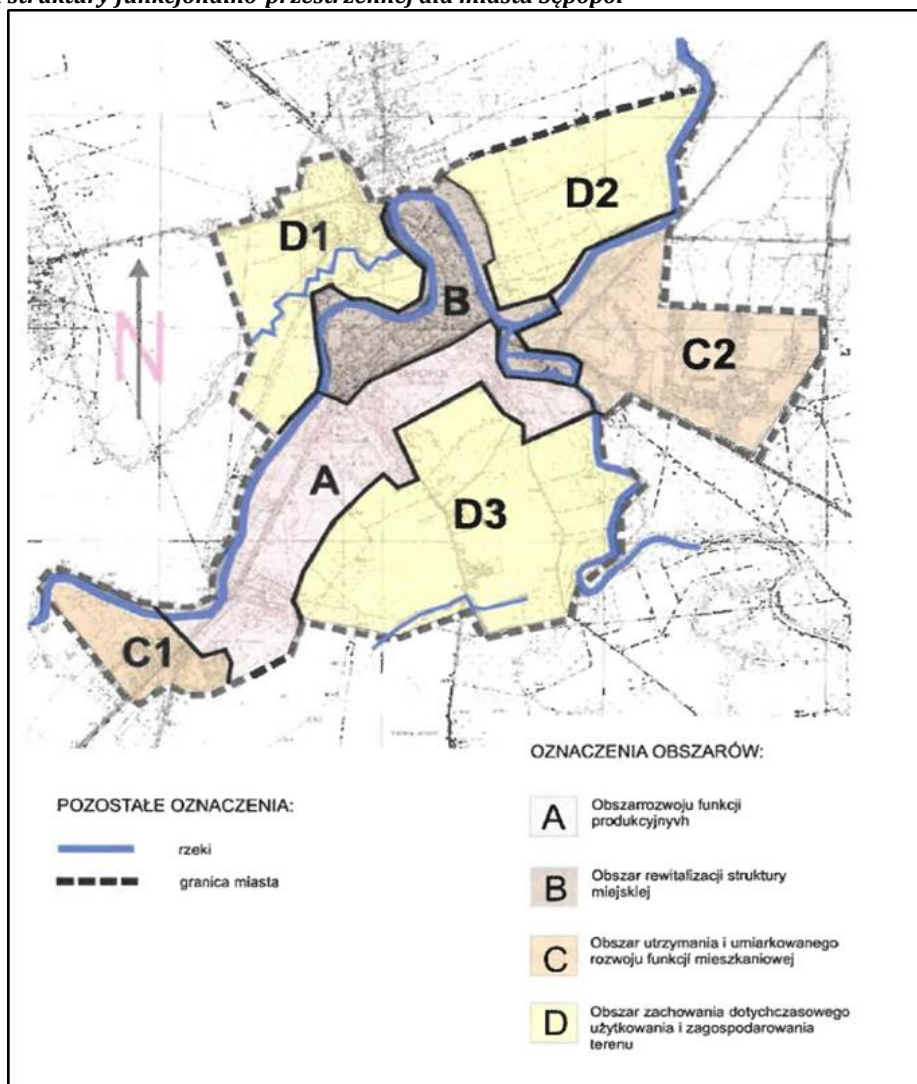 struktury funkcjonalno-przestrzennej dla miasta Sępopol
D1
D2
B
C2
A
D3
C1
N
OZNACZENIA OBSZARÓW:
POZOSTAŁE OZNACZENIA:
rzeki
granica miasta
A
Obszarrozwoju funkcji
produkcyjnyvh
B
Obszar rewitalizacji struktury
miejskiej
C
Obszar utrzymania i umiarkowanego
rozwoju funkcji mieszkaniowej
D
Obszar zachowania dotychczasowego
użytkowania i zagospodarowania
terenu